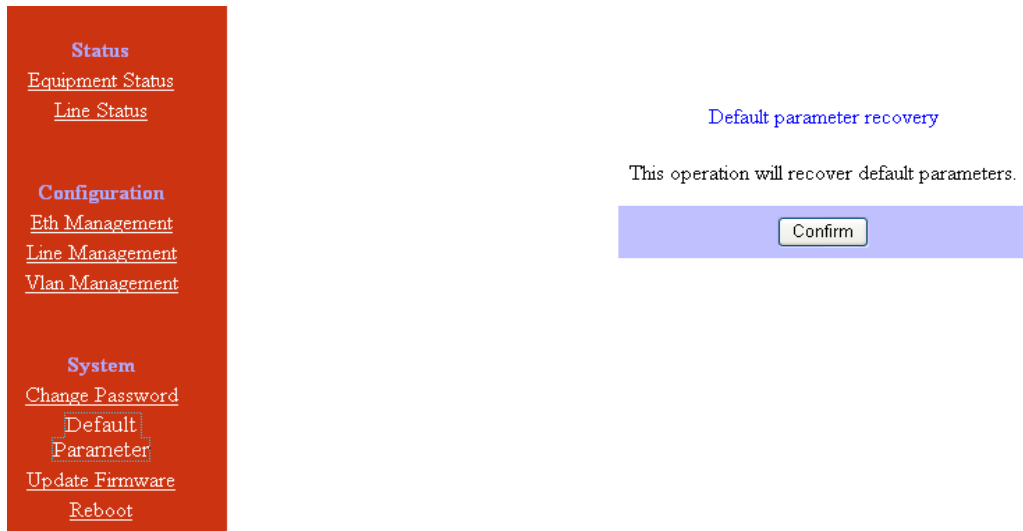 Status
Equipment Status
Line Status
Configuration
Eth Management
Line Management
Vlan Management
System
Change Password
Default
Parameter
Update Firmware
Reboot
Default parameter recovery
This operation will recover default parameters.
Confirm